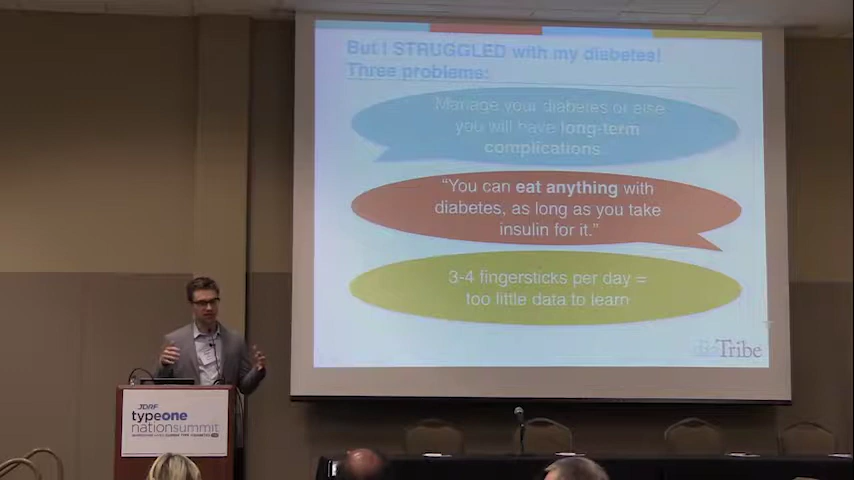 But I STRUGGLED with my diabetes!
Three problems:
"Manage your diabetes or else
you will have long-term
complications.
"You can eat anything with
diabetes, as long as you take
insulin for it."
3-4 fingersticks per day =
too little data to learn
diaTribe
JDRF
typeone
nationsummit